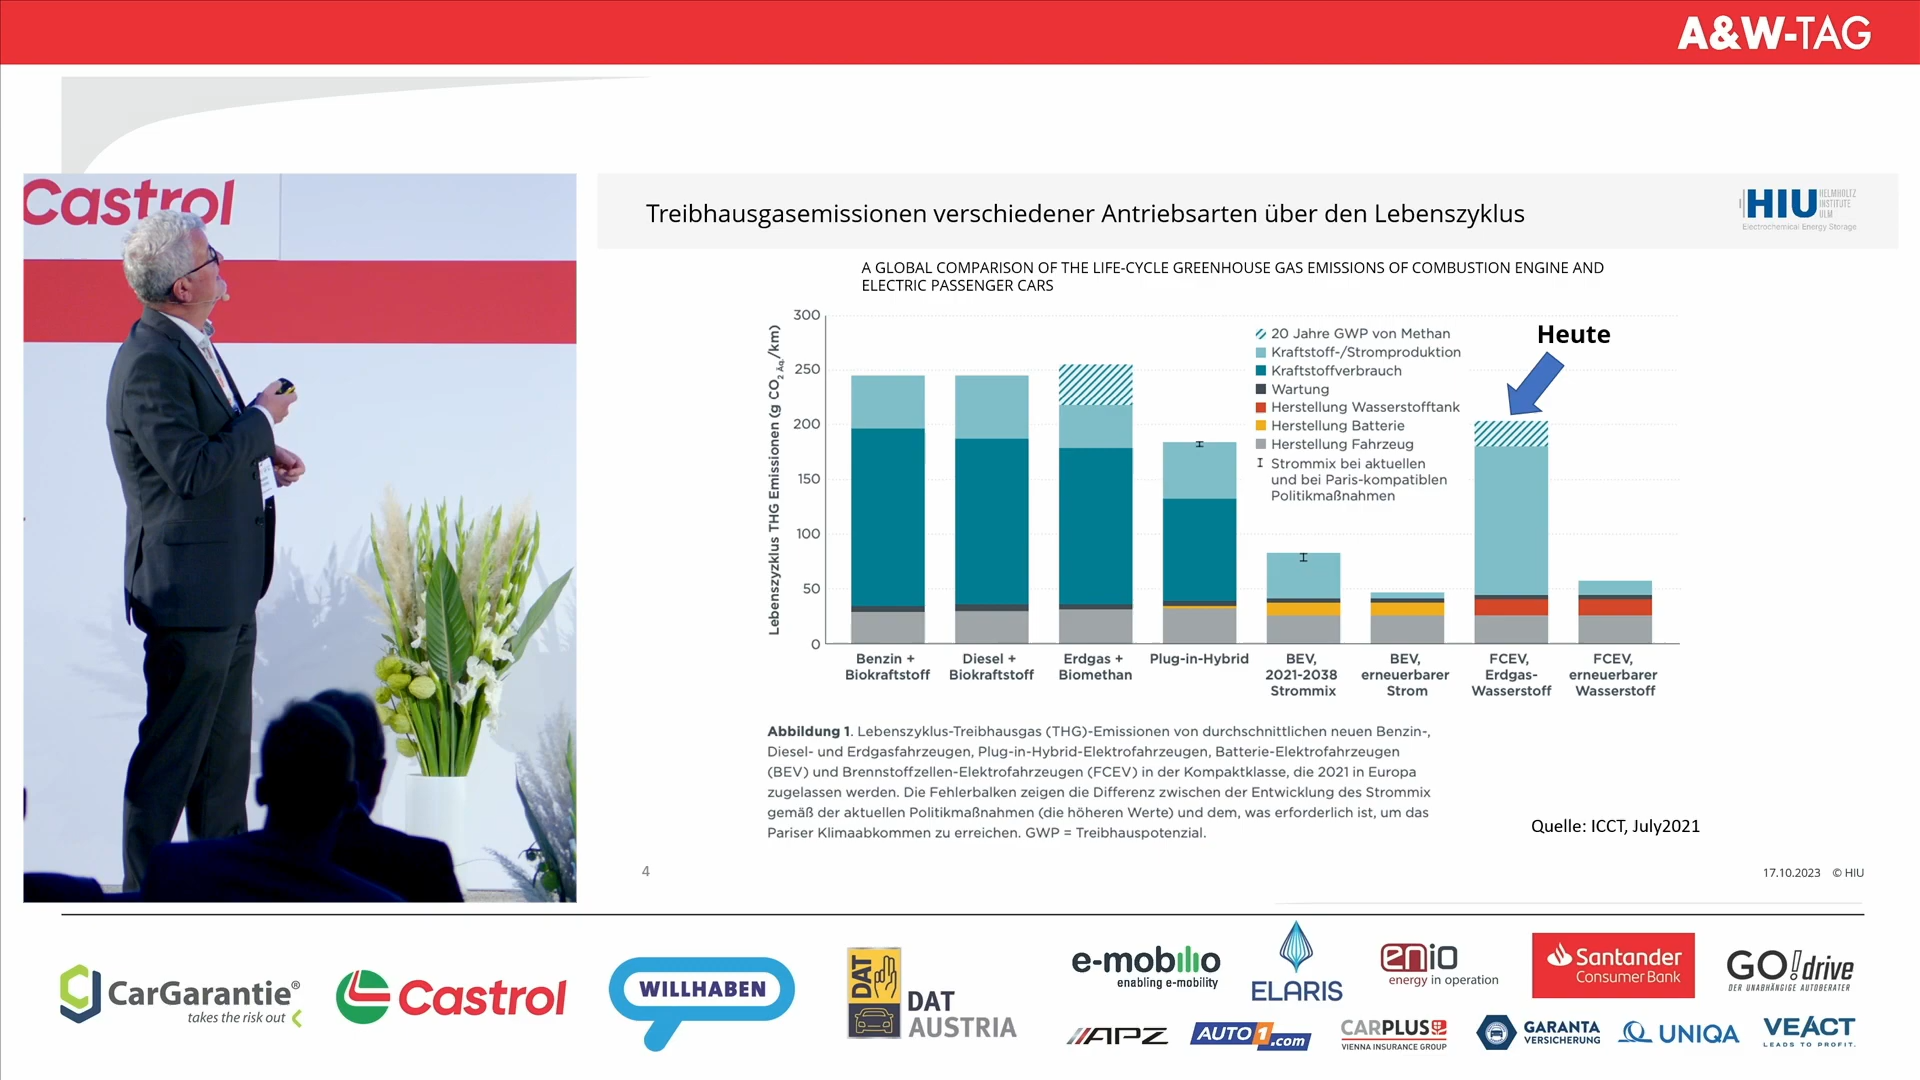 A&W-TAG
Castrol
Treibhausgasemissionen verschiedener Antriebsarten über den Lebenszyklus
HIU
HELMHOLTZ
INSTITUTE
ULM
Electrochemical Energy Storage
A GLOBAL COMPARISON OF THE LIFE-CYCLE GREENHOUSE GAS EMISSIONS OF COMBUSTION ENGINE AND
ELECTRIC PASSENGER CARS
Lebenszyzklus THG Emissionen (g CO2 Äq./km)
300
250
200
150
100
50
0
20 Jahre GWP von Methan
Kraftstoff-/Stromproduktion
Kraftstoffverbrauch
Wartung
Herstellung Wasserstofftank
Herstellung Batterie
Herstellung Fahrzeug
Strommix bei aktuellen
und bei Paris-kompatiblen
Politikmaßnahmen
Heute
Benzin +
Biokraftstoff
Diesel +
Biokraftstoff
Erdgas +
Biomethan
Plug-in-Hybrid
BEV,
2021-2038
Strommix
BEV,
erneuerbarer
Strom
FCEV,
Erdgas-
Wasserstoff
FCEV,
erneuerbarer
Wasserstoff
Abbildung 1. Lebenszyklus-Treibhausgas (THG)-Emissionen von durchschnittlichen neuen Benzin-,
Diesel- und Erdgasfahrzeugen, Plug-in-Hybrid-Elektrofahrzeugen, Batterie-Elektrofahrzeugen
(BEV) und Brennstoffzellen-Elektrofahrzeugen (FCEV) in der Kompaktklasse, die 2021 in Europa
zugelassen werden. Die Fehlerbalken zeigen die Differenz zwischen der Entwicklung des Strommix
gemäß der aktuellen Politikmaßnahmen (die höheren Werte) und dem, was erforderlich ist, um das
Pariser Klimaabkommen zu erreichen. GWP = Treibhauspotenzial.
Quelle: ICCT, July2021
4
17.10.2023 © HIU
CarGarantie®
takes the risk out
Castrol
WILLHABEN
DAT
DAT
AUSTRIA
e-mobilio
enabling e-mobility
ELARIS
enio
energy in operation
Santander
Consumer Bank
GO!drive
DER UNABHÄNGIGE AUTOBERATER
APZ
AUTO1.com
CARPLUS
VIENNA INSURANCE GROUP
GARANTA
VERSICHERUNG
UNIQA
VEACT
LEADS TO PROFIT.